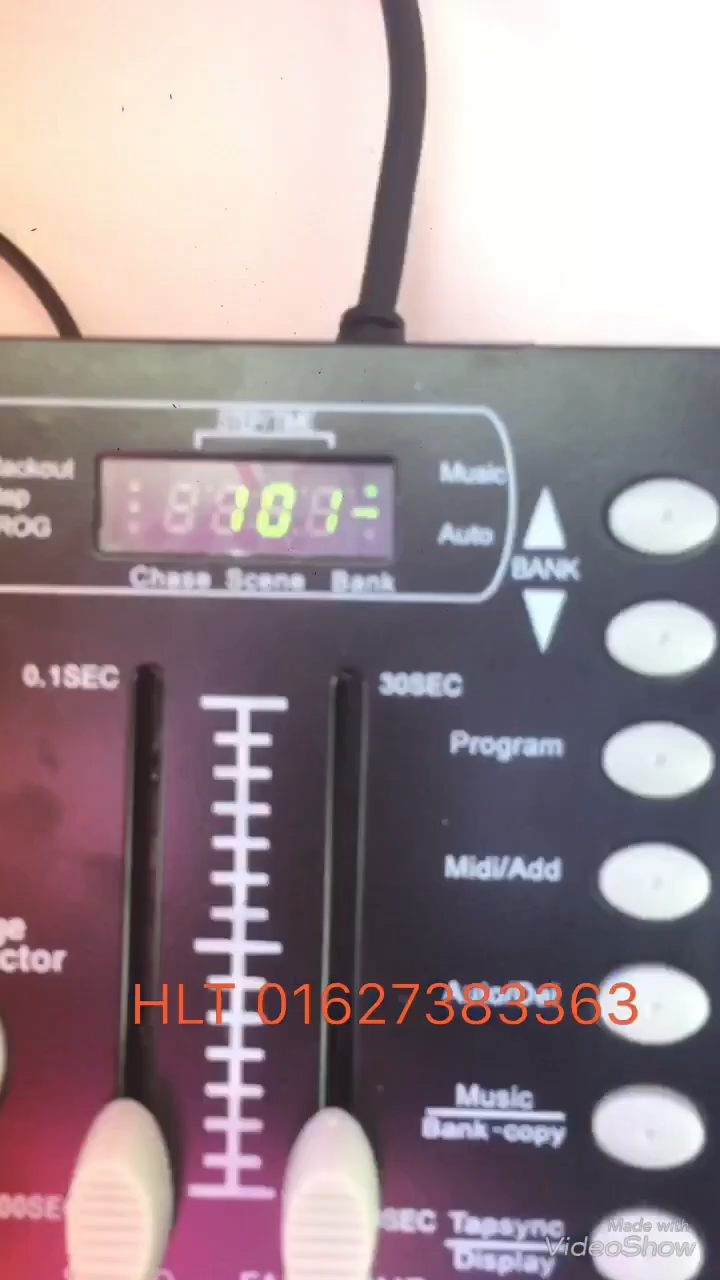 Music
Auto
101-
Chase Scene Bank
BANK
0.1SEC
30SEC
Program
Midi/Add
HLT 01627383363
Music
Bank-copy
Tapsync
Display
Made with
VideoShow